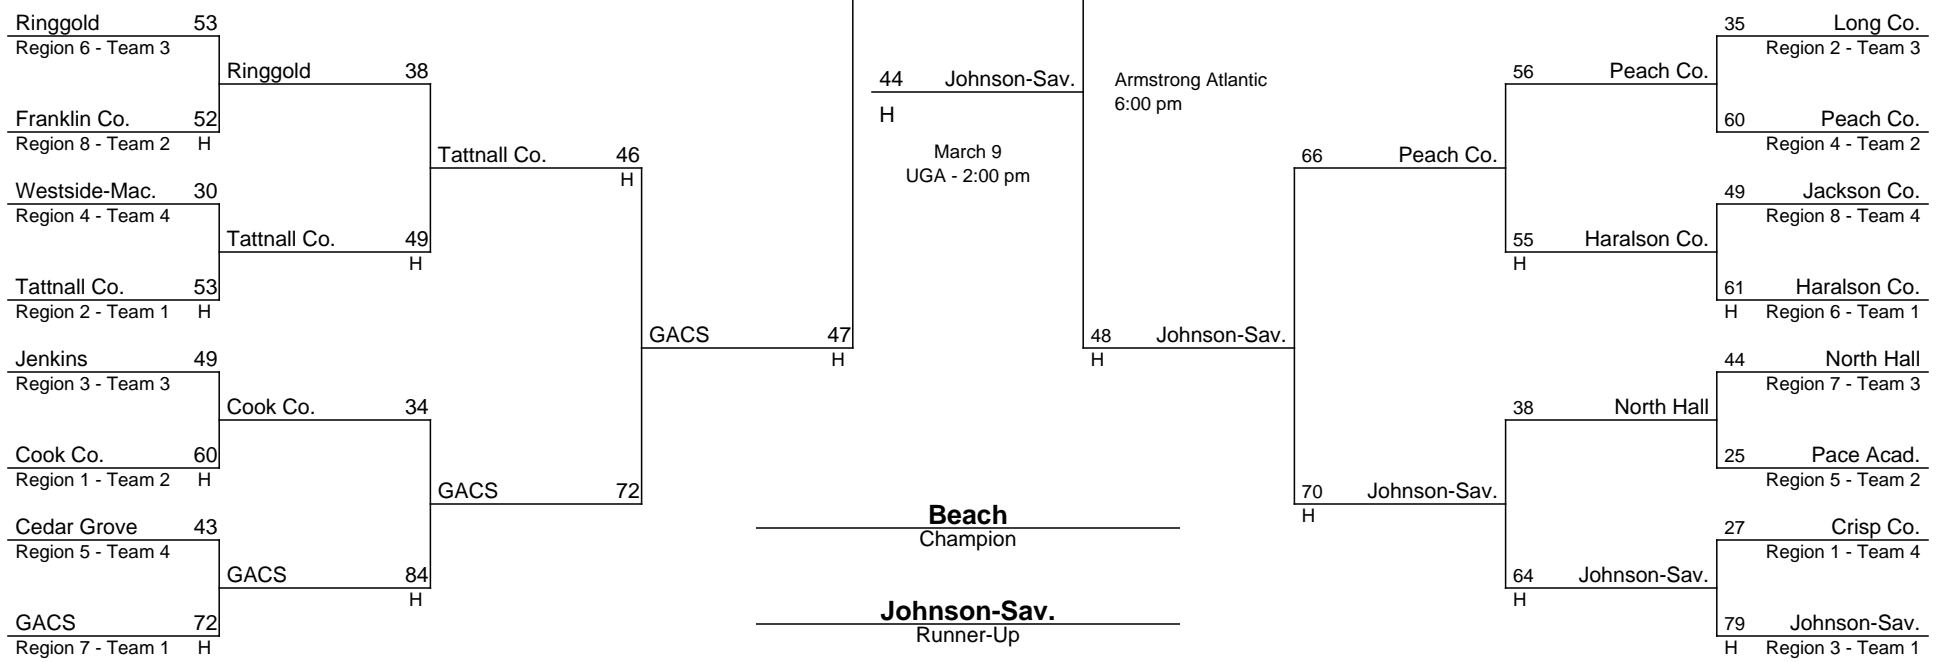 Ringgold 53
Region 6 - Team 3
Ringgold 38
Franklin Co. 52
Region 8 - Team 2 H
Tattnall Co. 46
H
Westside-Mac. 30
Region 4 - Team 4
Tattnall Co. 49
H
Tattnall Co. 53
Region 2 - Team 1 H
GACS 47
H
Jenkins 49
Region 3 - Team 3
Cook Co. 34
Cook Co. 60
Region 1 - Team 2 H
GACS 72
Cedar Grove 43
Region 5 - Team 4
GACS 84
H
GACS 72
Region 7 - Team 1 H
44 Johnson-Sav.
H
March 9
UGA - 2:00 pm
Armstrong Atlantic
6:00 pm
Beach
Champion
Johnson-Sav.
Runner-Up
35 Long Co.
Region 2 - Team 3
56 Peach Co.
60 Peach Co.
Region 4 - Team 2
66 Peach Co.
49 Jackson Co.
Region 8 - Team 4
55 Haralson Co.
H
61 Haralson Co.
H Region 6 - Team 1
48 Johnson-Sav.
H
44 North Hall
Region 7 - Team 3
38 North Hall
25 Pace Acad.
Region 5 - Team 2
70 Johnson-Sav.
H
27 Crisp Co.
Region 1 - Team 4
64 Johnson-Sav.
H
79 Johnson-Sav.
H Region 3 - Team 1